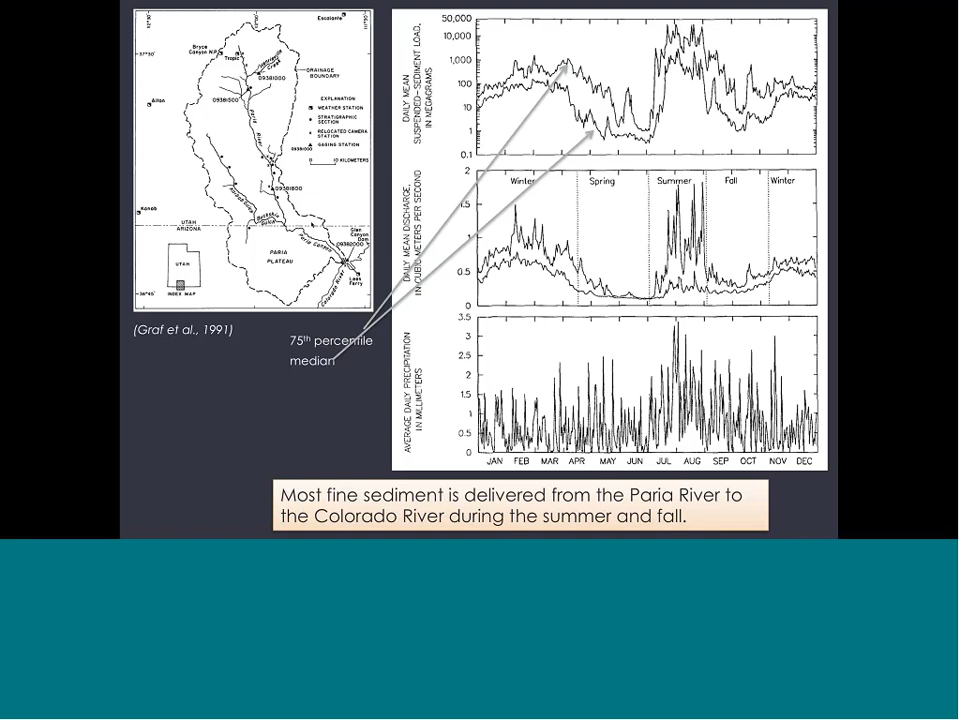 Escalante
37°30'
Bryce
Canyon N.P.
Tropic
DRAINAGE
BOUNDARY
09381000
09381500
Alton
EXPLANATION
WEATHER STATION
STRATIGRAPHIC
SECTION
RELOCATED CAMERA
STATION
GAGING STATION
0 10 KILOMETERS
Paria
River
09381800
Kanab
UTAH
ARIZONA
Buckskin
Gulch
Paria Canyon
Glen
Canyon
Dam
09382000
PARIA
PLATEAU
Lees
Ferry
Colorado River
UTAH
INDEX MAP
36°45'
(Graf et al., 1991)
75th percentile
median
DAILY MEAN
SUSPENDED-SEDIMENT LOAD,
IN MEGAGRAMS
50,000
10,000
1,000
100
10
1
0.1
DAILY MEAN DISCHARGE,
IN CUBIC METERS PER SECOND
2
1.5
1
0.5
0
Winter Spring Summer Fall Winter
AVERAGE DAILY PRECIPITATION
IN MILLIMETERS
3.5
3
2.5
2
1.5
1
0.5
0
JAN FEB MAR APR MAY JUN JUL AUG SEP OCT NOV DEC
Most fine sediment is delivered from the Paria River to
the Colorado River during the summer and fall.